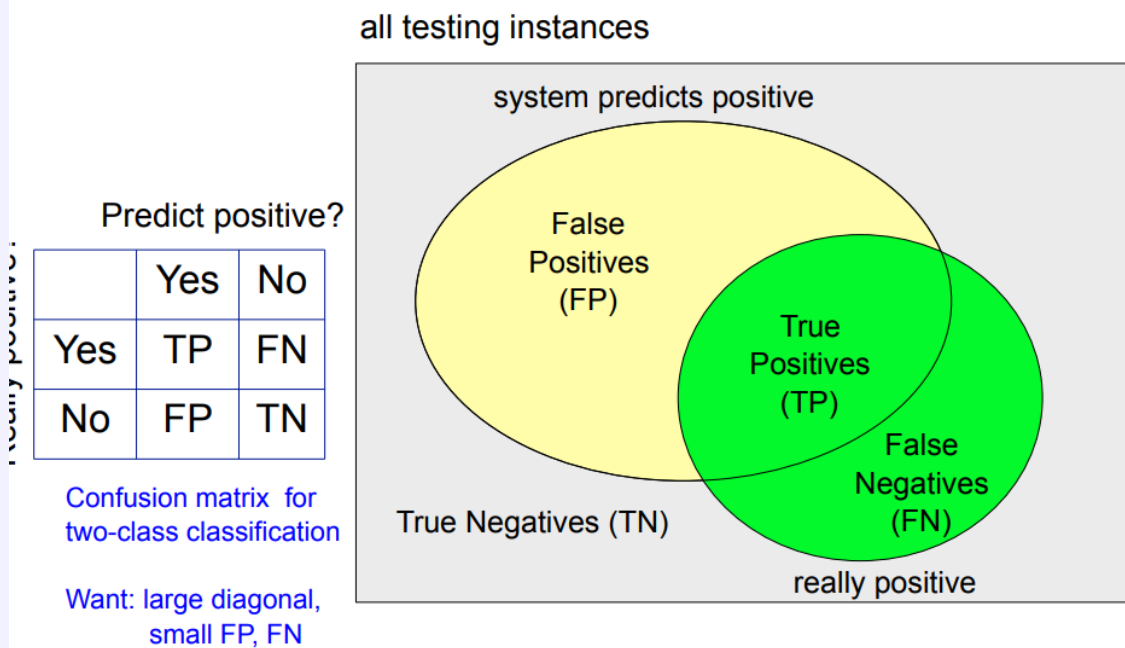 all testing instances
system predicts positive
Predict positive?
Yes No
Yes TP FN
No FP TN
Confusion matrix for
two-class classification
Want: large diagonal,
small FP, FN
False
Positives
(FP)
True
Positives
(TP)
False
Negatives
(FN)
True Negatives (TN)
really positive